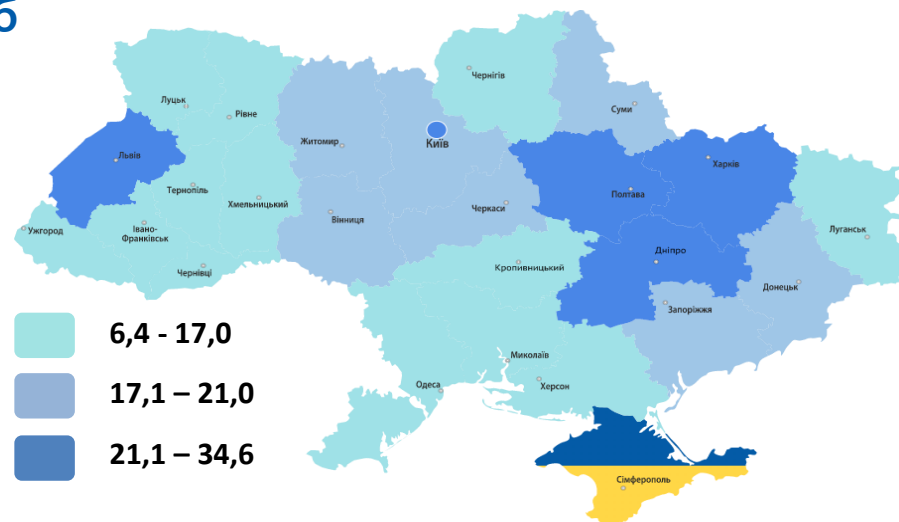 б
Чернігів
Луцьк
Рівне
Суми
Житомир
Київ
Львів
Харків
Тернопіль
Хмельницький
Полтава
Черкаси
Вінниця
Ужгород
Івано-
Франківськ
Луганськ
Чернівці
Дніпро
Кропивницький
Донецьк
Запоріжжя
6,4 - 17,0
Миколаїв
Одеса
Херсон
17,1 – 21,0
21,1 – 34,6
Сімферополь